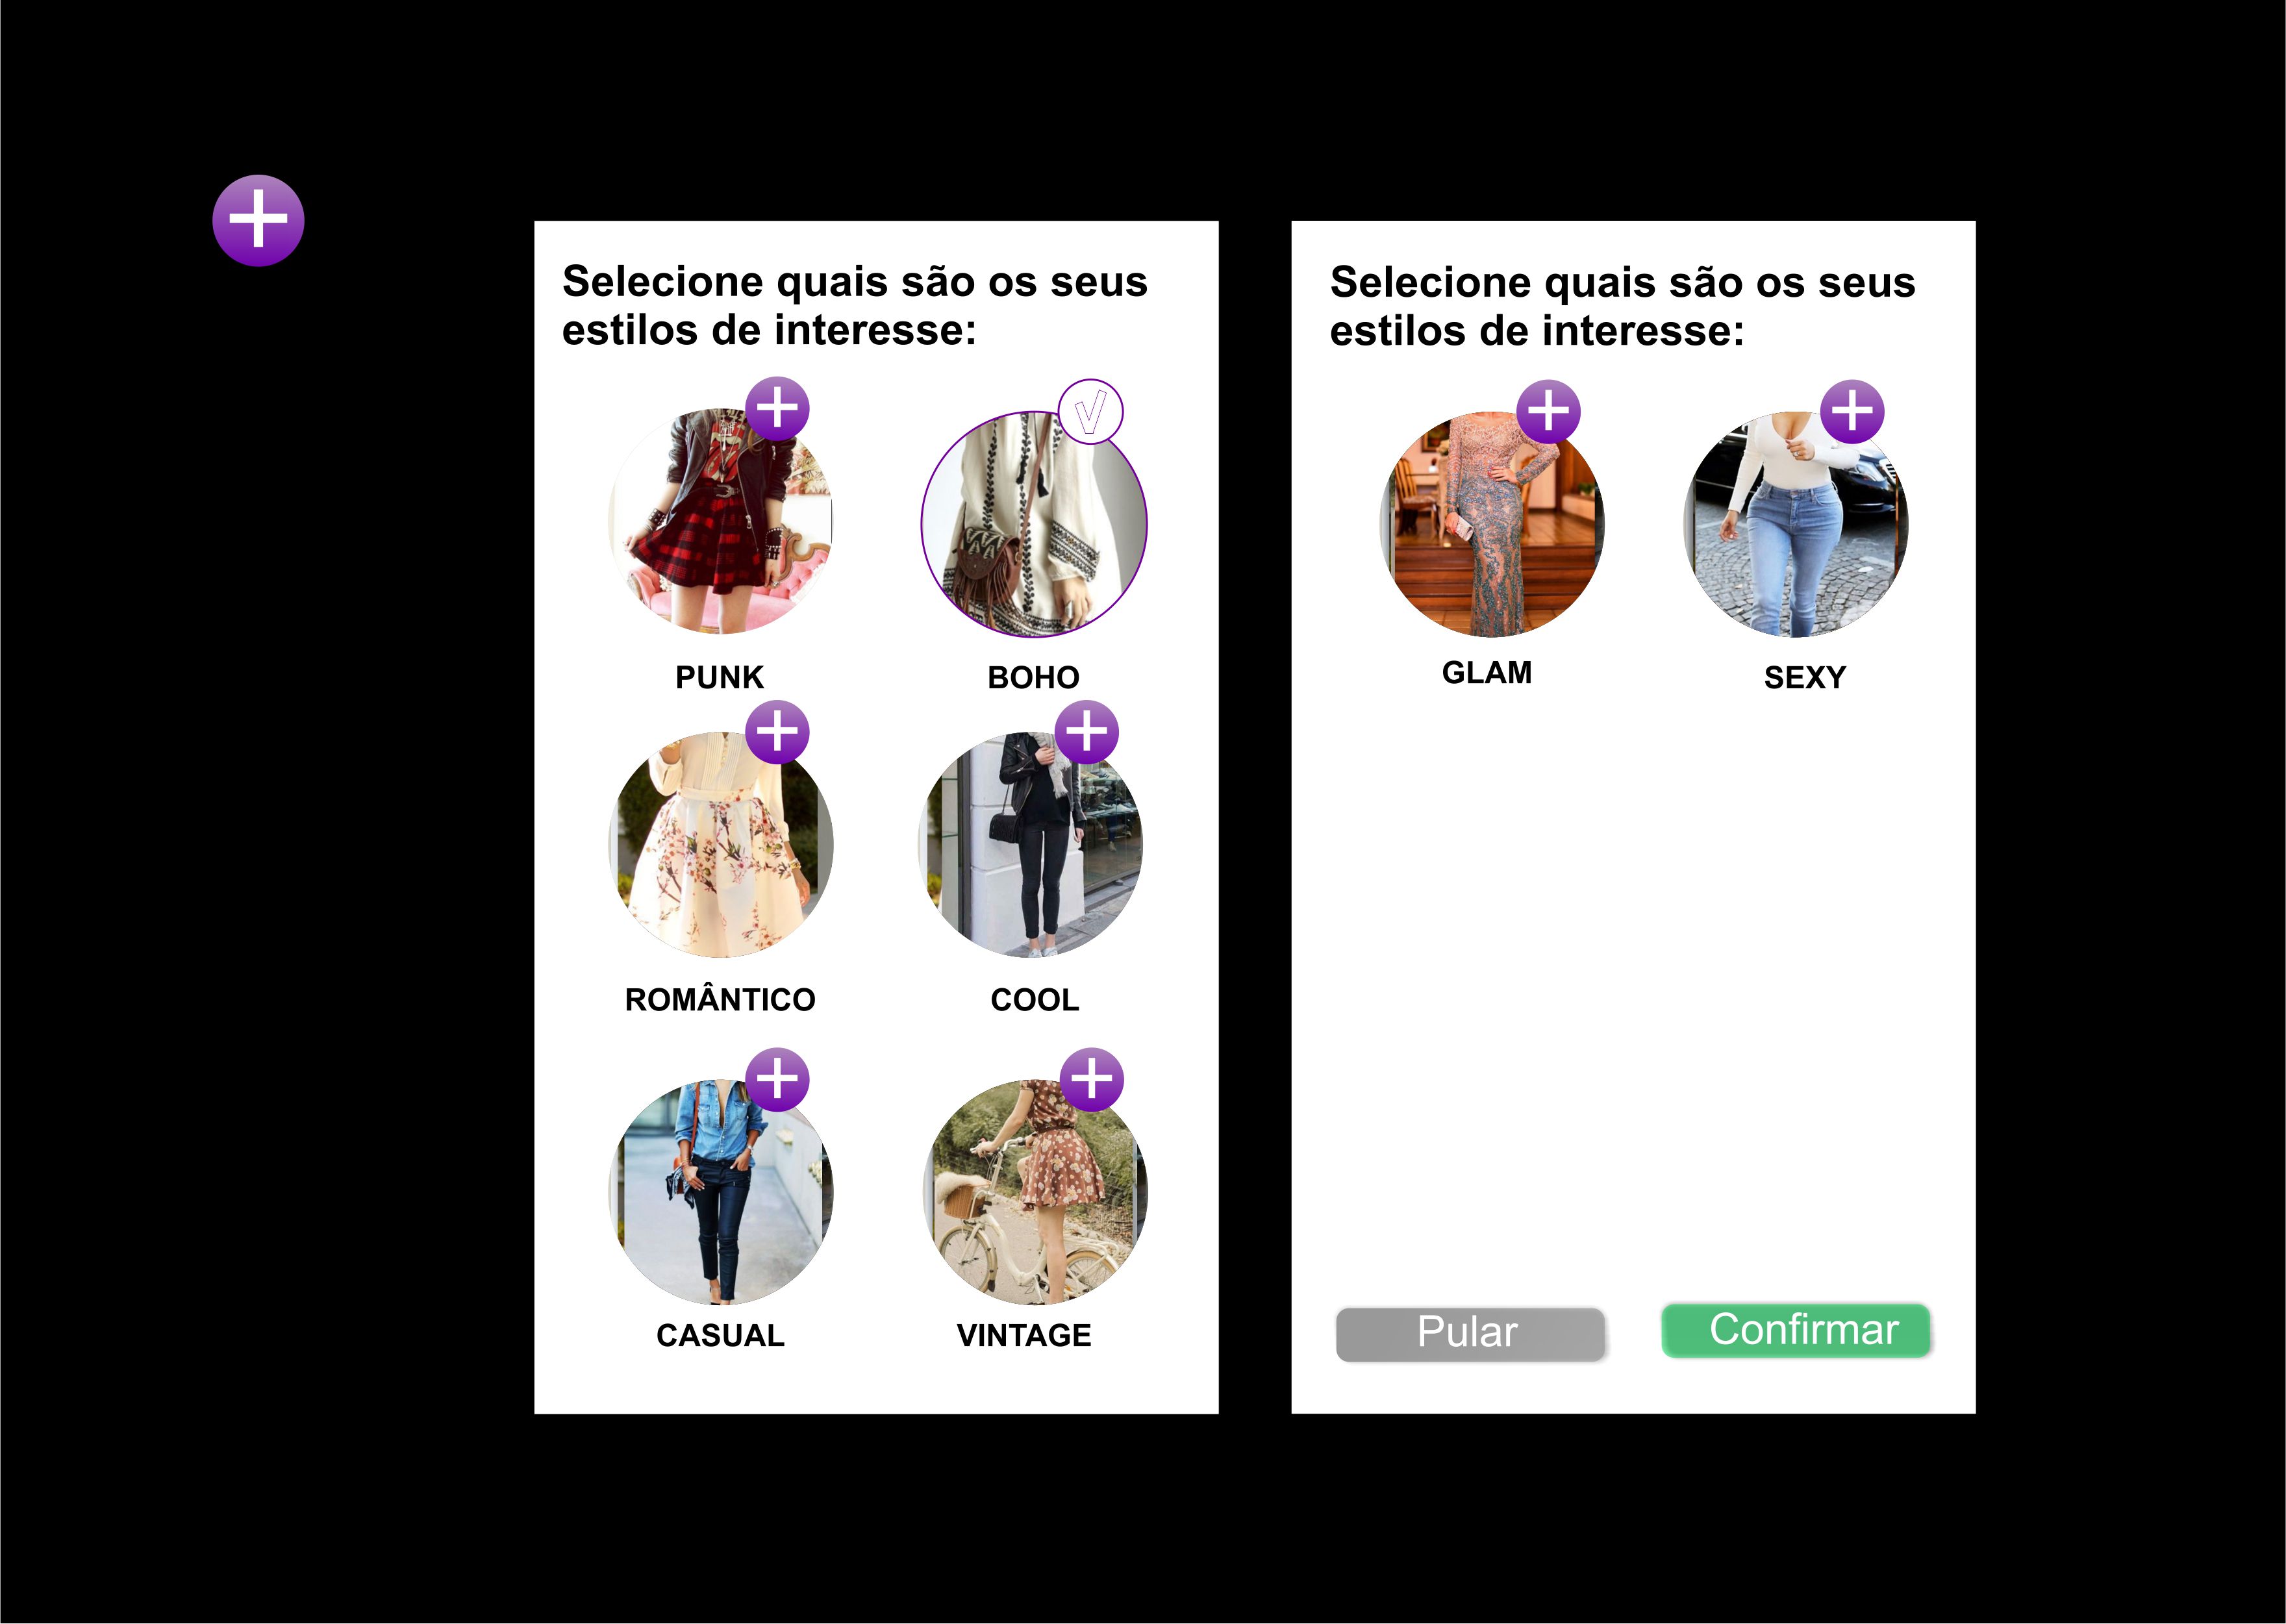 Selecione quais são os seus
estilos de interesse:
PUNK
BOHO
ROMÂNTICO
COOL
CASUAL
VINTAGE
Selecione quais são os seus
estilos de interesse:
GLAM
SEXY
Pular
Confirmar